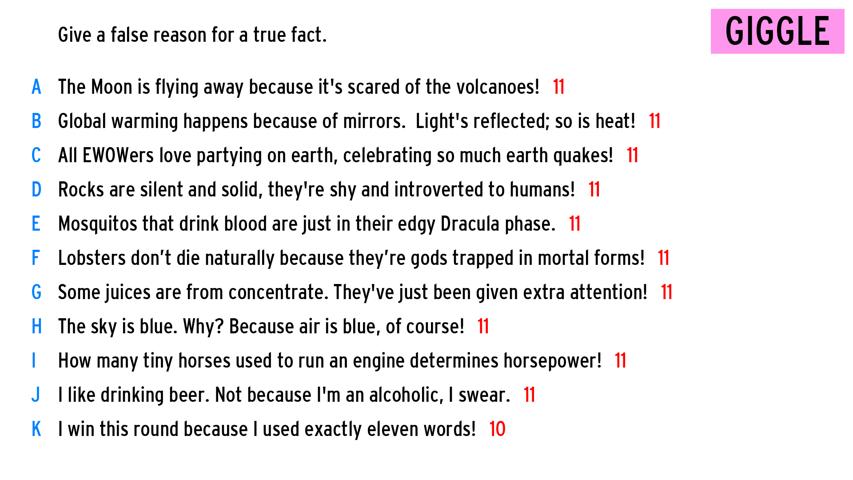 Give a false reason for a true fact.
GIGGLE
A The Moon is flying away because it's scared of the volcanoes! 11
B Global warming happens because of mirrors.  Light's reflected; so is heat! 11
C All EWOWers love partying on earth, celebrating so much earth quakes! 11
D Rocks are silent and solid, they're shy and introverted to humans! 11
E Mosquitos that drink blood are just in their edgy Dracula phase. 11
F Lobsters don’t die naturally because they’re gods trapped in mortal forms! 11
G Some juices are from concentrate. They've just been given extra attention! 11
H The sky is blue. Why? Because air is blue, of course! 11
I How many tiny horses used to run an engine determines horsepower! 11
J I like drinking beer. Not because I'm an alcoholic, I swear. 11
K I win this round because I used exactly eleven words! 10